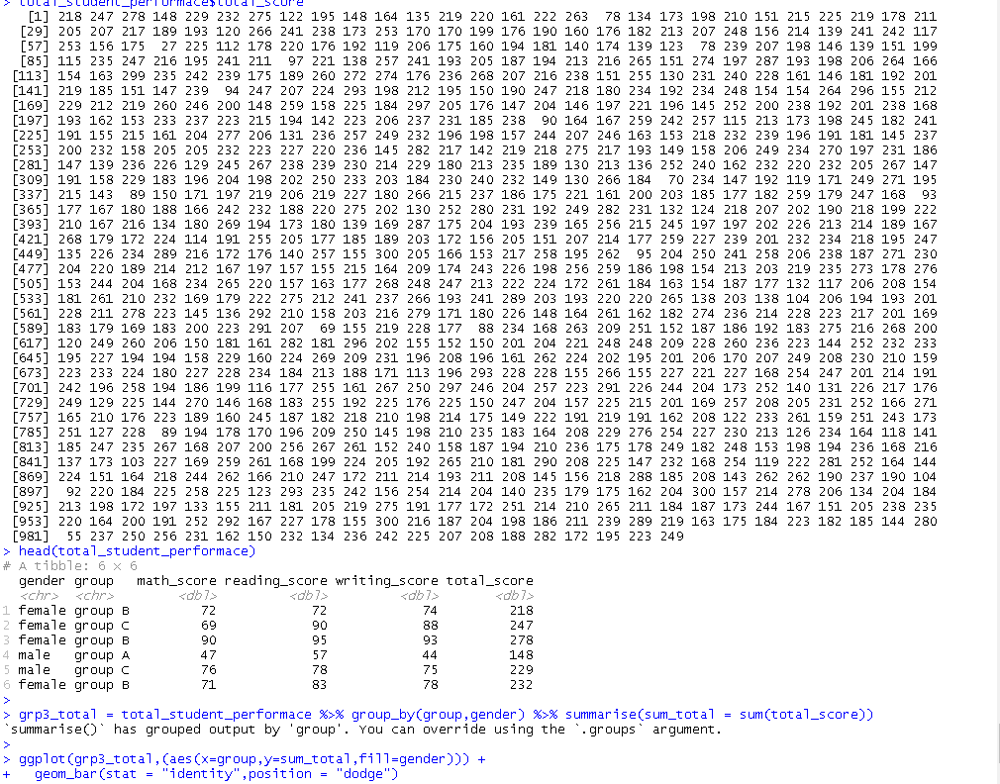 > total_student_performace$total_score
[1] 218 247 278 148 229 232 275 122 195 148 164 135 219 220 161 222 263 78 134 173 198 210 151 215 225 219 178 211
[29] 205 207 217 189 193 120 266 241 238 173 253 170 170 199 176 190 160 176 182 213 207 248 156 214 139 241 242 117
[57] 253 156 175 27 225 112 178 220 176 192 119 206 175 160 194 181 140 174 139 123 78 239 207 198 146 139 151 199
[85] 115 235 247 216 195 241 211 97 221 138 257 241 193 205 187 194 213 216 265 151 274 197 287 193 198 206 264 166
[113] 154 163 299 235 242 239 175 189 260 272 274 176 236 268 207 216 238 151 255 130 231 240 228 161 146 181 192 201
[141] 219 185 151 147 239 94 247 207 224 293 198 212 195 150 190 247 218 180 234 192 234 248 154 154 264 296 155 212
[169] 229 212 219 260 246 200 148 259 158 225 184 297 205 176 147 204 146 197 221 196 145 252 200 238 192 201 238 168
[197] 193 162 153 233 237 223 215 194 142 223 206 237 231 185 238 90 164 167 259 242 257 115 213 173 198 245 182 241
[225] 191 155 215 161 204 277 206 131 236 257 249 232 196 198 157 244 207 246 163 153 218 232 239 196 191 181 145 237
[253] 200 232 158 205 205 232 223 227 220 236 145 282 217 142 219 218 275 217 193 149 158 206 249 234 270 197 231 186
[281] 147 139 236 226 129 245 267 238 239 230 214 229 180 213 235 189 130 213 136 252 240 162 232 220 232 205 267 147
[309] 191 158 229 183 196 204 198 202 250 233 203 184 230 240 232 149 130 266 184 70 234 147 192 119 171 249 271 195
[337] 215 143 89 150 171 197 219 206 219 227 180 266 215 237 186 175 221 161 200 203 185 177 182 259 179 247 168 93
[365] 177 167 180 188 166 242 232 188 220 275 202 130 252 280 231 192 249 282 231 132 124 218 207 202 190 218 199 222
[393] 210 167 216 134 180 269 194 173 180 139 169 287 175 204 193 239 165 256 215 245 197 197 202 226 213 214 189 167
[421] 268 179 172 224 114 191 255 205 177 185 189 203 172 156 205 151 207 214 177 259 227 239 201 232 234 218 195 247
[449] 135 226 234 289 216 172 176 140 257 155 300 205 166 153 217 258 195 262 95 204 250 241 258 206 238 187 271 230
[477] 204 220 189 214 212 167 197 157 155 215 164 209 174 243 226 198 256 259 186 198 154 213 203 219 235 273 178 276
[505] 153 244 204 168 234 265 220 157 163 177 268 248 247 213 222 224 172 261 184 163 154 187 177 132 117 206 208 154
[533] 181 261 210 232 169 179 222 275 212 241 237 266 193 241 289 203 193 220 220 265 138 203 138 104 206 194 193 201
[561] 228 211 278 223 145 136 292 210 158 203 216 279 171 180 226 148 164 261 162 182 274 236 214 228 223 217 201 169
[589] 183 179 169 183 200 223 291 207 69 155 219 228 177 88 234 168 263 209 251 152 187 186 192 183 275 216 268 200
[617] 120 249 260 206 150 181 161 282 181 296 202 155 152 150 201 204 221 248 248 209 228 260 236 223 144 252 232 233
[645] 195 227 194 194 158 229 160 224 269 209 231 196 208 196 161 262 224 202 195 201 206 170 207 249 208 230 210 159
[673] 223 233 224 180 227 228 234 184 213 188 171 113 196 293 228 228 155 266 155 227 221 227 168 254 247 201 214 191
[701] 242 196 258 194 186 199 116 177 255 161 267 250 297 246 204 257 223 291 226 244 204 173 252 140 131 226 217 176
[729] 249 129 225 144 270 146 168 183 255 192 225 176 225 150 247 204 157 225 215 201 169 257 208 205 231 252 166 271
[757] 165 210 176 223 189 160 245 187 182 218 210 198 214 175 149 222 191 219 191 162 208 122 233 261 159 251 243 173
[785] 251 127 228 89 194 178 170 196 209 250 145 198 210 235 183 164 208 229 276 254 227 230 213 126 234 164 118 141
[813] 185 247 235 267 168 207 200 256 267 261 152 240 158 187 194 210 236 175 178 249 182 248 153 198 194 236 168 216
[841] 137 173 103 227 169 259 261 168 199 224 205 192 265 210 181 290 208 225 147 232 168 254 119 222 281 252 164 144
[869] 224 151 164 218 244 262 166 210 247 172 211 214 193 211 208 145 156 218 288 185 208 143 262 262 190 237 190 104
[897] 92 220 184 225 258 225 123 293 235 242 156 254 214 204 140 235 179 175 162 204 300 157 214 278 206 134 204 184
[925] 213 198 172 197 133 155 211 181 205 219 275 191 177 172 251 214 210 265 211 184 187 173 244 167 151 205 238 235
[953] 220 164 200 191 252 292 167 227 178 155 300 216 187 204 198 186 211 239 289 219 163 175 184 223 182 185 144 280
[981] 55 237 250 256 231 162 150 232 134 236 242 225 207 208 188 282 172 195 223 249
> head(total_student_performace)
# A tibble: 6 × 6
gender group math_score reading_score writing_score total_score
<chr> <chr> <dbl> <dbl> <dbl> <dbl>
1 female group B 72 72 74 218
2 female group C 69 90 88 247
3 female group B 90 95 93 278
4 male group A 47 57 44 148
5 male group C 76 78 75 229
6 female group B 71 83 78 232
>
> grp3_total = total_student_performace %>% group_by(group,gender) %>% summarise(sum_total = sum(total_score))
`summarise()` has grouped output by 'group'. You can override using the `.groups` argument.
>
> ggplot(grp3_total,(aes(x=group,y=sum_total,fill=gender))) +
+ geom_bar(stat = "identity",position = "dodge")